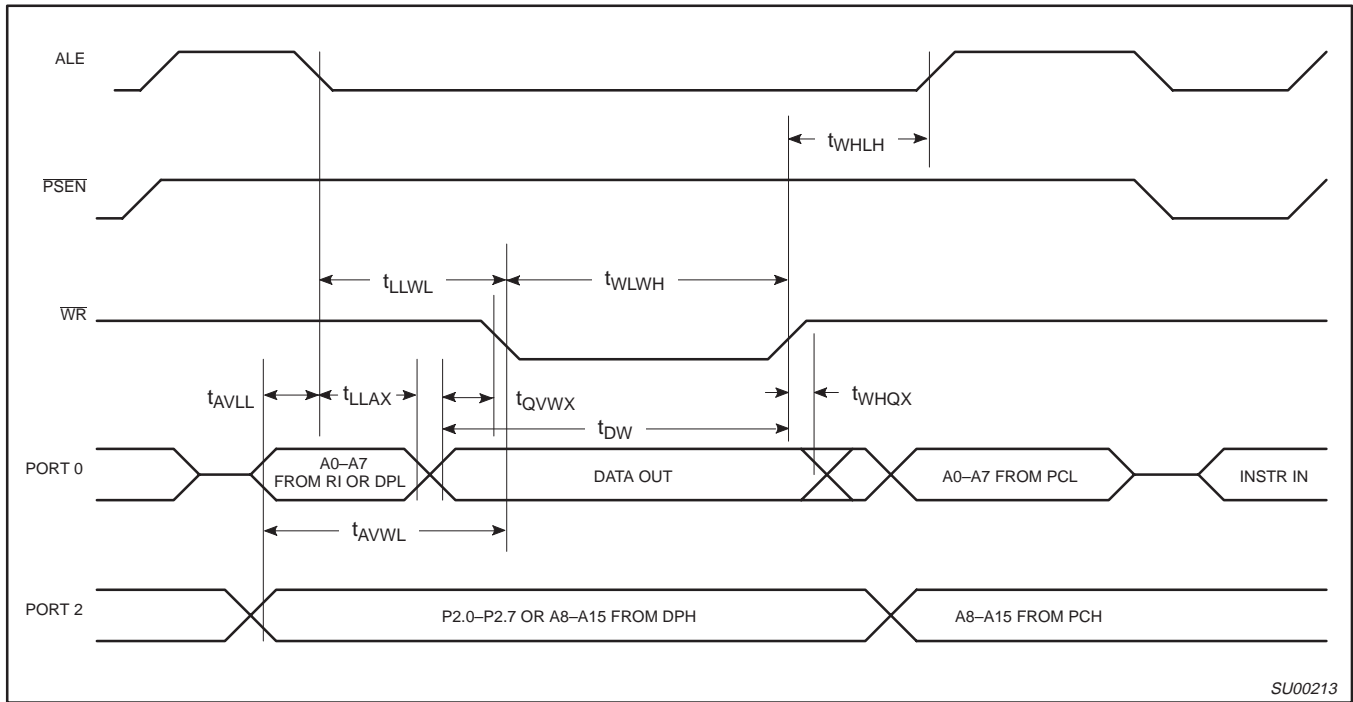 ALE
tWHLH
PSEN
tLLWL
tWLWH
WR
tAVLL
tLLAX
tQVWX
tWHQX
tDW
PORT 0
A0–A7
FROM RI OR DPL
DATA OUT
A0–A7 FROM PCL
INSTR IN
tAVWL
PORT 2
P2.0–P2.7 OR A8–A15 FROM DPH
A8–A15 FROM PCH
SU00213